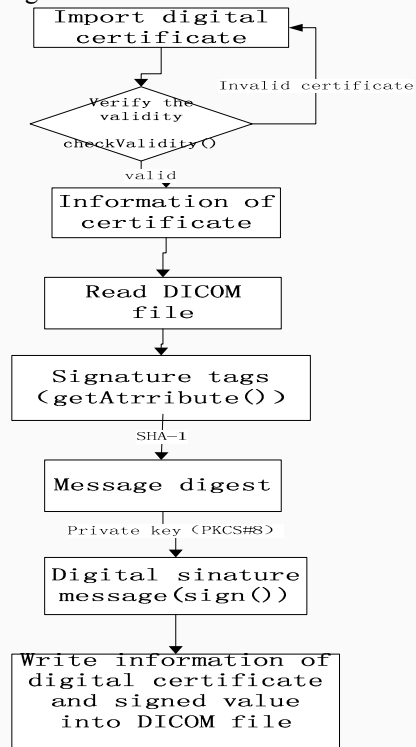 Import digital
certificate
Invalid certificate
Verify the
validity
checkValidity()
valid
Information of
certificate
Read DICOM
file
Signature tags
(getAtrribute())
SHA-1
Message digest
Private key (PKCS#8)
Digital sinature
message(sign())
Write information of
digital certificate
and signed value
into DICOM file